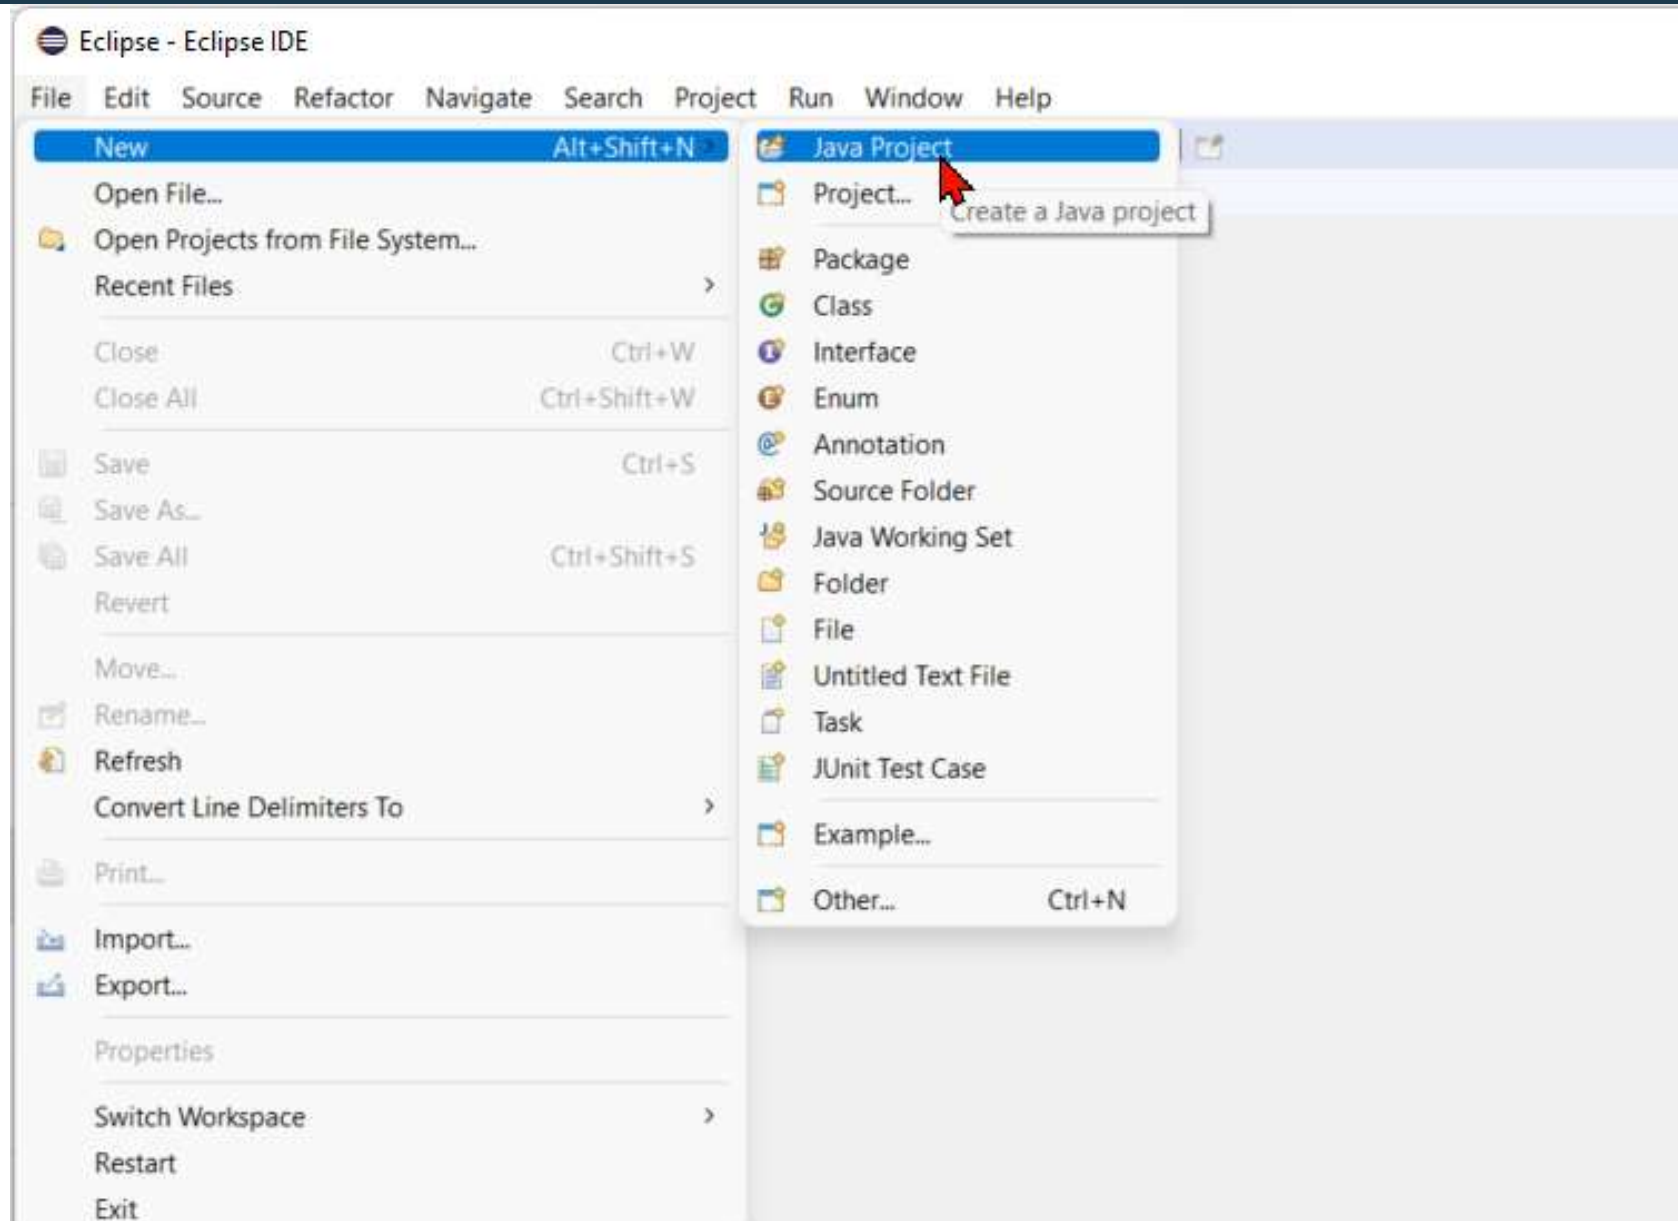 Eclipse - Eclipse IDE
File Edit Source Refactor Navigate Search Project Run Window Help
New Alt+Shift+N
Open File...
Open Projects from File System...
Recent Files
Close Ctrl+W
Close All Ctrl+Shift+W
Save Ctrl+S
Save As...
Save All Ctrl+Shift+S
Revert
Move...
Rename...
Refresh
Convert Line Delimiters To
Print...
Import...
Export...
Properties
Switch Workspace
Restart
Exit
Java Project
Project...
Create a Java project
Package
Class
Interface
Enum
Annotation
Source Folder
Java Working Set
Folder
File
Untitled Text File
Task
JUnit Test Case
Example...
Other... Ctrl+N